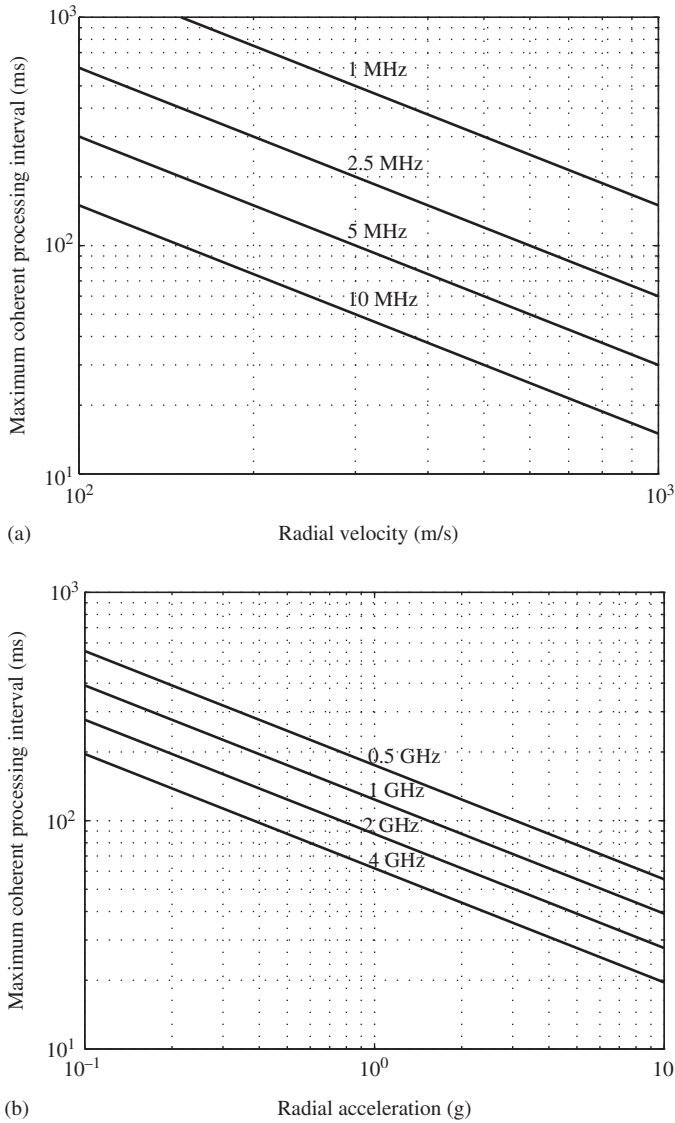 10³
1 MHz
2.5 MHz
10²
5 MHz
10 MHz
10¹
10²
10³
Maximum coherent processing interval (ms)
(a)
Radial velocity (m/s)
10³
0.5 GHz
1 GHz
10²
2 GHz
4 GHz
10¹
10⁻¹
10⁰
10
Maximum coherent processing interval (ms)
(b)
Radial acceleration (g)